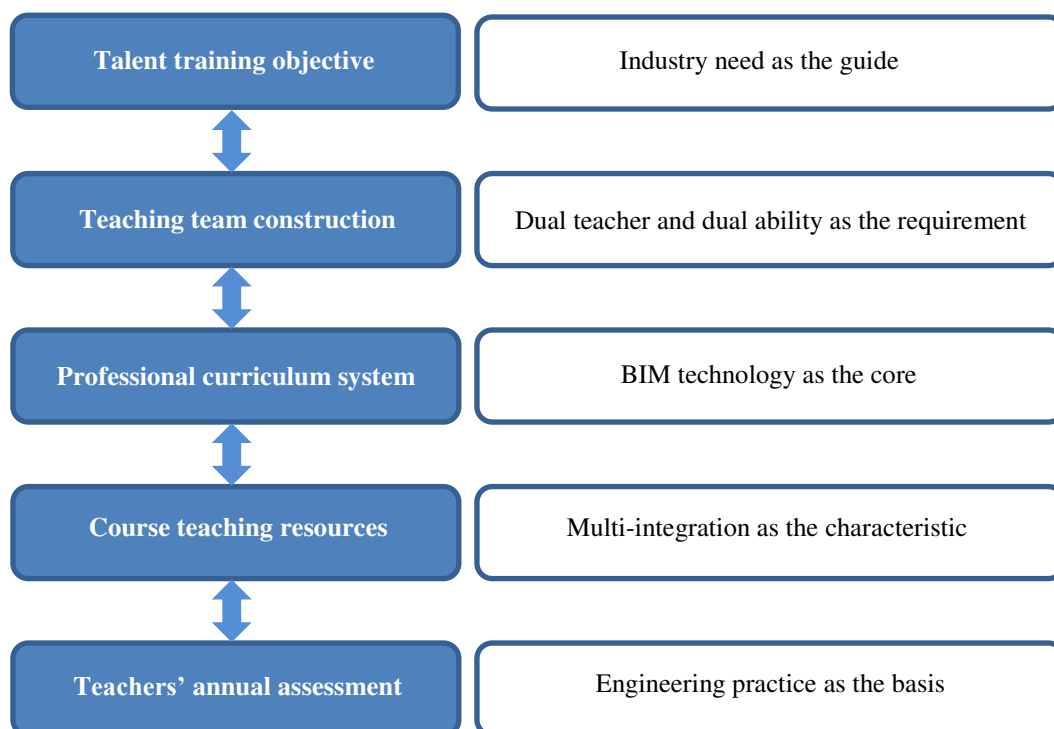 Talent training objective
Industry need as the guide
Teaching team construction
Dual teacher and dual ability as the requirement
Professional curriculum system
BIM technology as the core
Course teaching resources
Multi-integration as the characteristic
Teachers’ annual assessment
Engineering practice as the basis